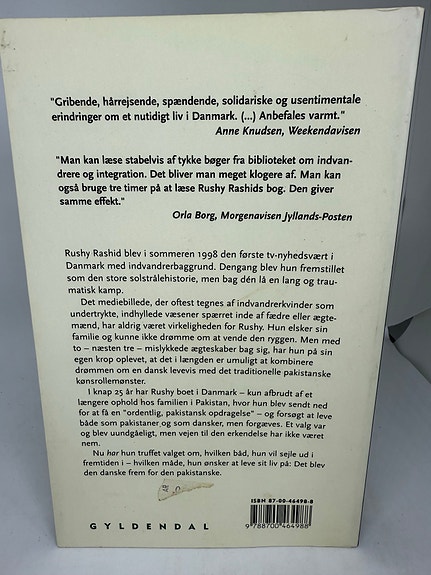 "Gribende, hårrejsende, spændende, solidariske og usentimentale
erindringer om et nutidigt liv i Danmark. (...) Anbefales varmt."
Anne Knudsen, Weekendavisen
"Man kan læse stabelvis af tykke bøger fra biblioteket om indvan-
drere og integration. Det bliver man meget klogere af. Man kan
også bruge tre timer på at læse Rushy Rashids bog. Den giver
samme effekt."
Orla Borg, Morgenavisen Jyllands-Posten
Rushy Rashid blev i sommeren 1998 den første tv-nyhedsvært i
Danmark med indvandrerbaggrund. Dengang blev hun fremstillet
som den store solstrålehistorie, men bag dén lå en lang og trau-
matisk kamp.
Det mediebillede, der oftest tegnes af indvandrerkvinder som
undertrykte, indhyllede væsener spærret inde af fædre eller ægte-
mænd, har aldrig været virkeligheden for Rushy. Hun elsker sin
familie og kunne ikke drømme om at vende den ryggen. Men med
to – næsten tre – mislykkede ægteskaber bag sig, har hun på sin
egen krop oplevet, at det i længden er umuligt at kombinere
drømmen om en dansk levevis med det traditionelle pakistanske
kønsrollemønster.
I knap 25 år har Rushy boet i Danmark – kun afbrudt af et
længere ophold hos familien i Pakistan, hvor hun blev sendt ned
for at få en "ordentlig, pakistansk opdragelse" – og forsøgt at leve
både som pakistaner og som dansker, men forgæves. Et valg var
og blev uundgåeligt, men vejen til den erkendelse har ikke været
nem.
Nu har hun truffet valget om, hvilken båd, hun vil sejle ud i
fremtiden i – hvilken måde, hun ønsker at leve sit liv på: Det blev
den danske frem for den pakistanske.
ISBN 87-00-46498-8
GYLDENDAL
9 788700 464988